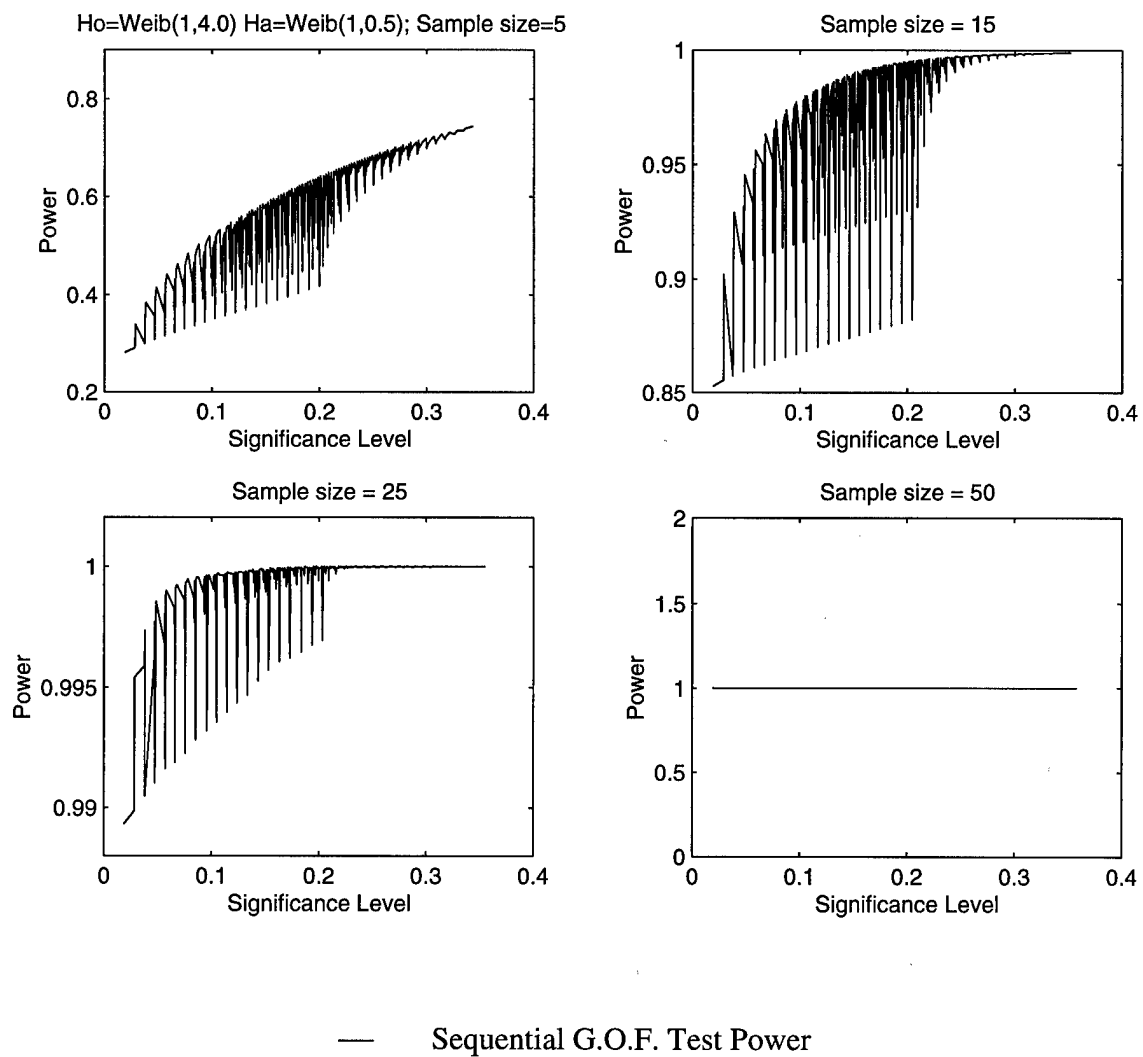 Ho=Weib(1,4.0) Ha=Weib(1,0.5); Sample size=5
0.8
0.6
0.4
0.2
Power
0
0.1
0.2
0.3
0.4
Significance Level
Sample size = 15
1
0.95
0.9
0.85
Power
0
0.1
0.2
0.3
0.4
Significance Level
Sample size = 25
1
0.995
0.99
Power
0
0.1
0.2
0.3
0.4
Significance Level
Sample size = 50
2
1.5
1
0.5
0
Power
0
0.1
0.2
0.3
0.4
Significance Level
Sequential G.O.F. Test Power